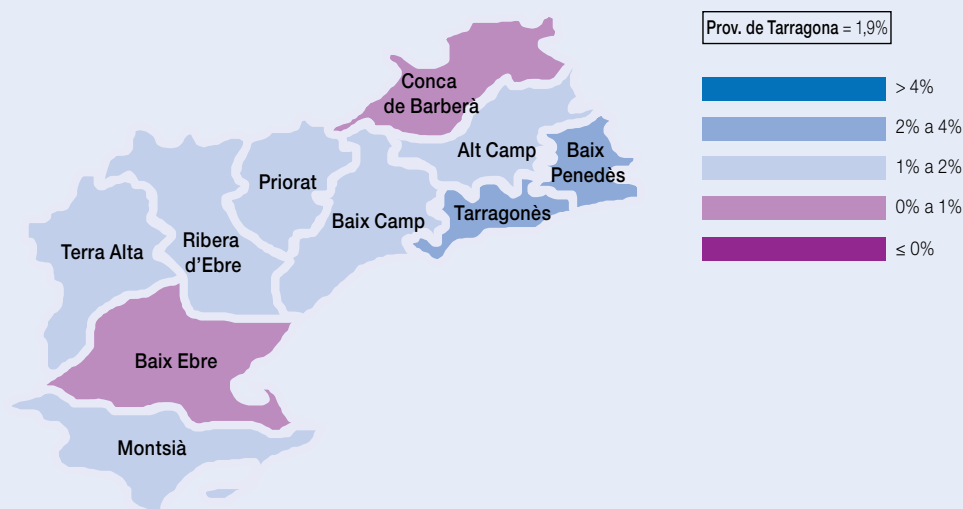 Prov. de Tarragona = 1,9%
> 4%
2% a 4%
1% a 2%
0% a 1%
≤ 0%
Conca
de Barberà
Alt Camp
Baix
Penedès
Priorat
Baix Camp
Tarragonès
Terra Alta
Ribera
d'Ebre
Baix Ebre
Montsià